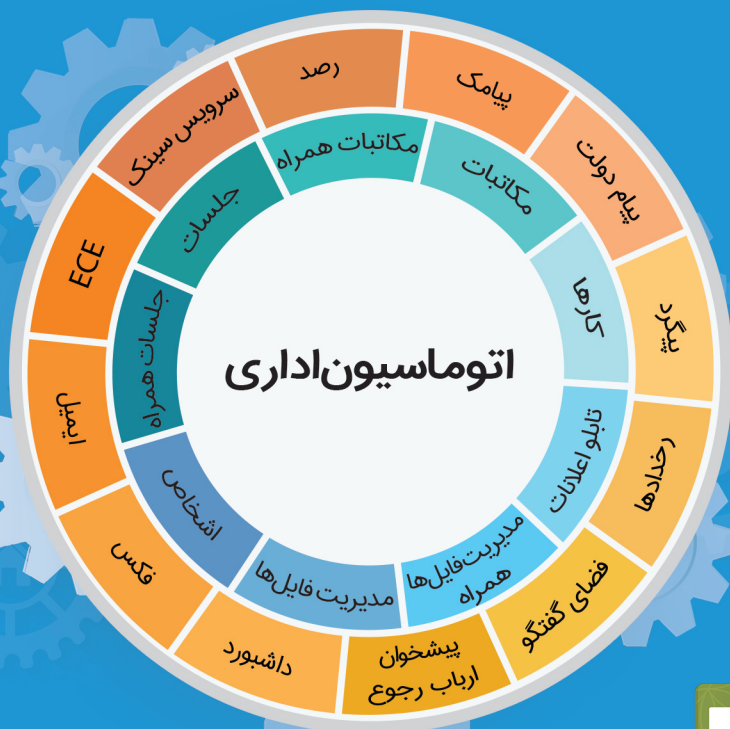 اتوماسیون‌اداری
مکاتبات همراه
مکاتبات
کارها
تابلو اعلانات
مدیریت‌فایل‌ها
همراه
مدیریت فایل‌ها
اشخاص
جلسات همراه
جلسات
رصد
پیامک
پیام دولت
پیگرد
رخدادها
فضای گفتگو
پیشخوان
ارباب رجوع
داشبورد
فکس
ایمیل
ECE
سرویس سینک